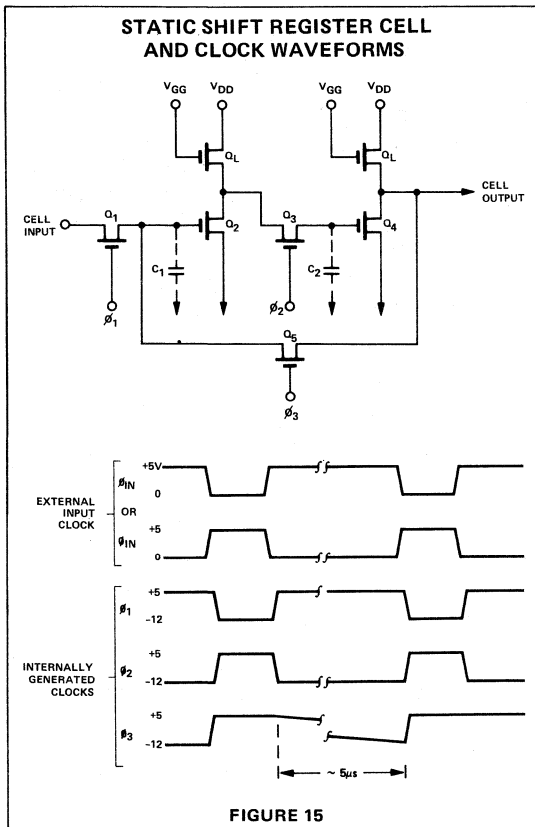 STATIC SHIFT REGISTER CELL
AND CLOCK WAVEFORMS
VGG VDD VGG VDD
QL QL
CELL
INPUT
Q1 Q2 Q3 Q4
CELL
OUTPUT
C1 C2
ø1 ø2
Q5
ø3
EXTERNAL
INPUT
CLOCK
øIN +5V
0
OR
øIN +5
0
INTERNALLY
GENERATED
CLOCKS
ø1 +5
-12
ø2 +5
-12
ø3 +5
-12
~ 5µs
FIGURE 15